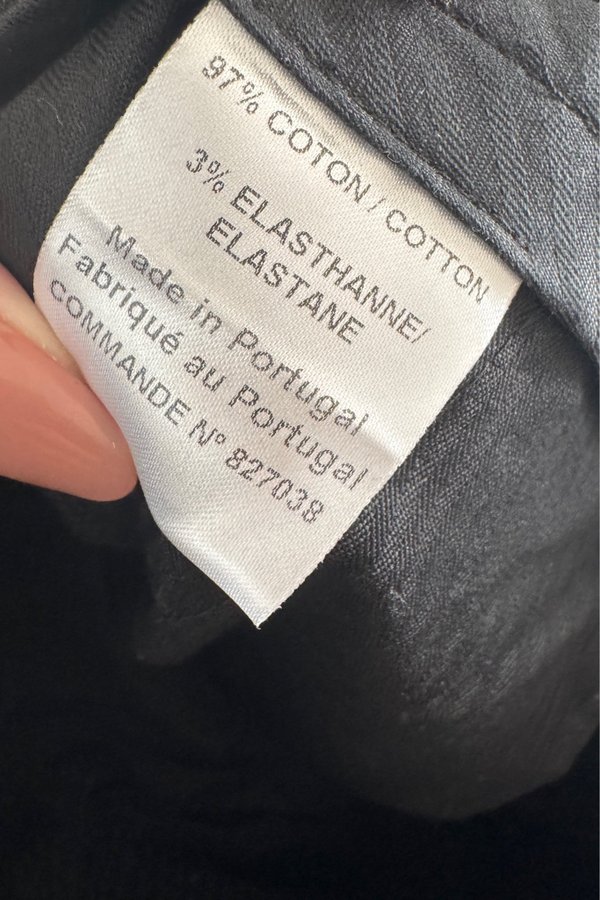 97% COTON / COTTON
3% ELASTHANNE/
ELASTANE
Made in Portugal
Fabriqué au Portugal
COMMANDE N° 827038